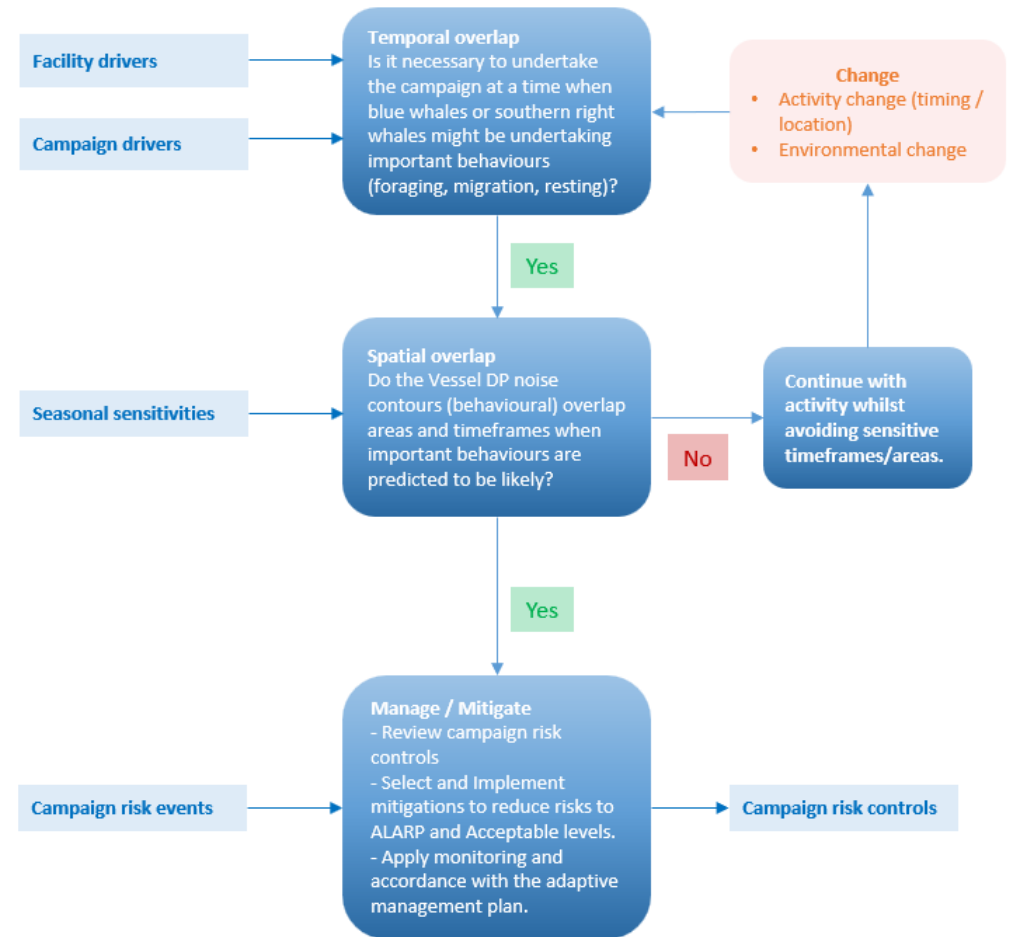 Facility drivers
Campaign drivers
Temporal overlap
Is it necessary to undertake
the campaign at a time when
blue whales or southern right
whales might be undertaking
important behaviours
(foraging, migration, resting)?
Change
• Activity change (timing /
location)
• Environmental change
Yes
Seasonal sensitivities
Spatial overlap
Do the Vessel DP noise
contours (behavioural) overlap
areas and timeframes when
important behaviours are
predicted to be likely?
No
Continue with
activity whilst
avoiding sensitive
timeframes/areas.
Yes
Campaign risk events
Manage / Mitigate
- Review campaign risk
controls
- Select and Implement
mitigations to reduce risks to
ALARP and Acceptable levels.
- Apply monitoring and
accordance with the adaptive
management plan.
Campaign risk controls